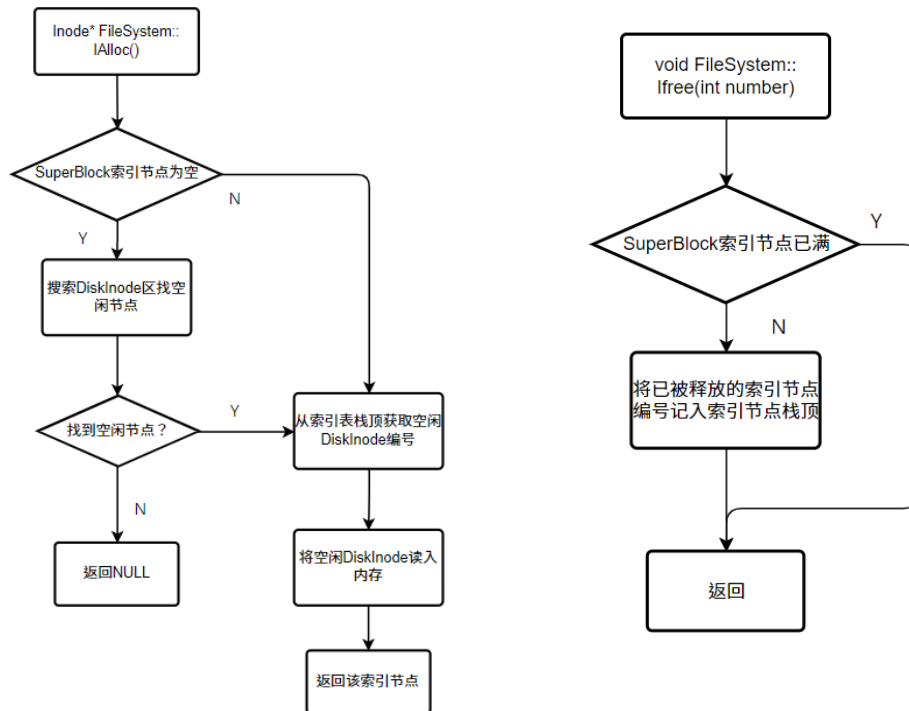 Inode* FileSystem::
IAlloc()
SuperBlock索引节点为空
N
Y
搜索DiskInode区找空
闲节点
找到空闲节点？
Y
从索引表栈顶获取空闲
DiskInode编号
N
返回NULL
将空闲DiskInode读入
内存
返回该索引节点
void FileSystem::
Ifree(int number)
SuperBlock索引节点已满
Y
N
将已被释放的索引节点
编号记入索引节点栈顶
返回